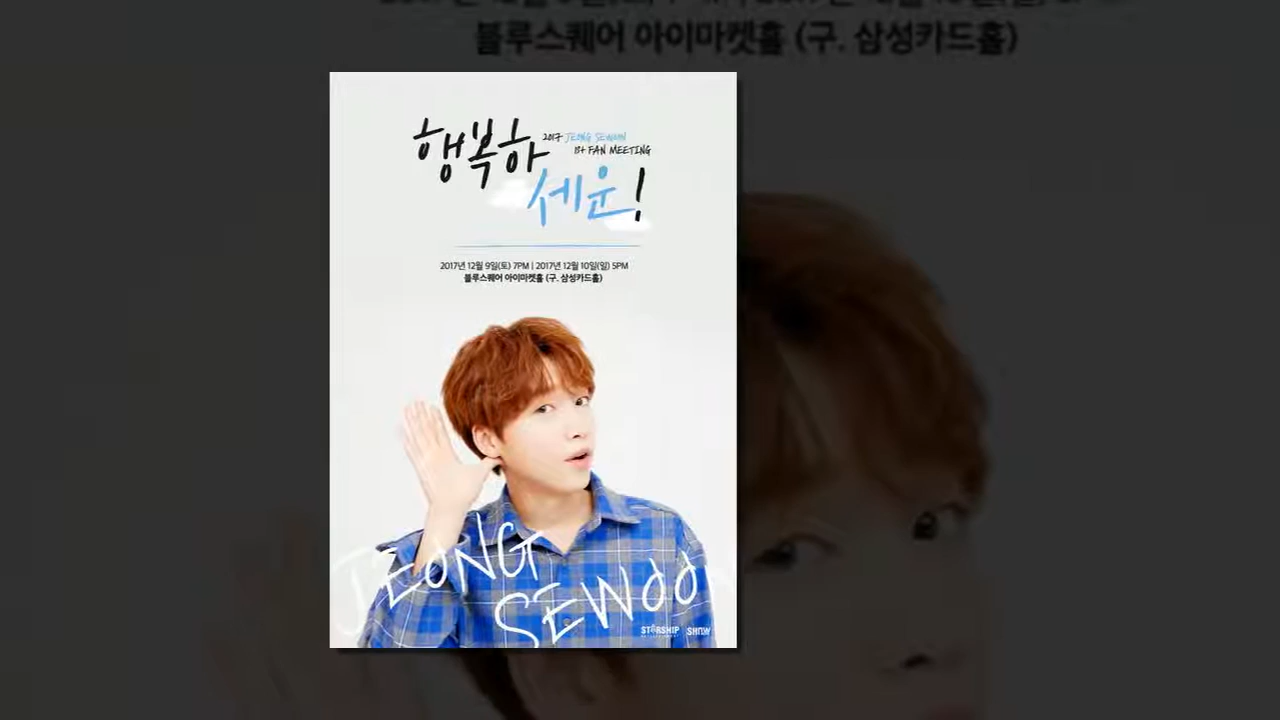 블루스퀘어 아이마켓홀 (구. 삼성카드홀)
행복하
2017 JEONG SEWOON
1st FAN MEETING
세운!
2017년 12월 9일(토) 7PM | 2017년 12월 10일(일) 5PM
블루스퀘어 아이마켓홀 (구. 삼성카드홀)
JEONG
SEWOON
STARSHIP